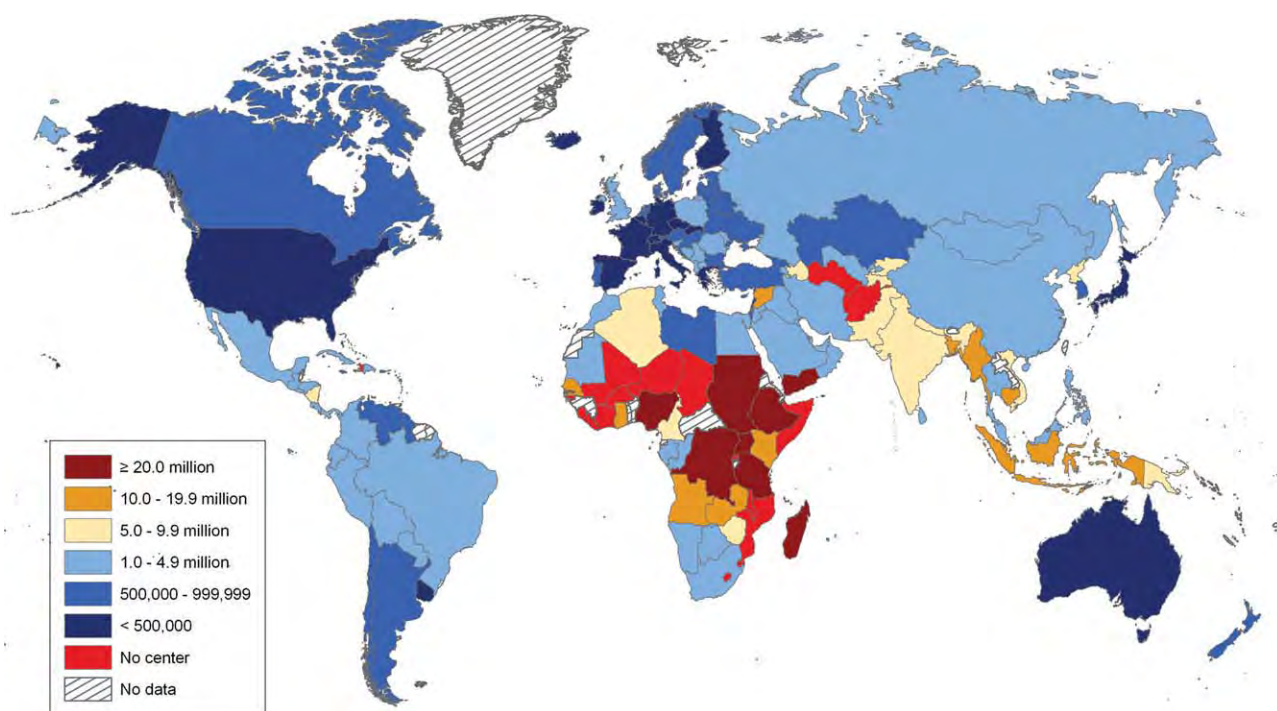 ≥ 20.0 million
10.0 - 19.9 million
5.0 - 9.9 million
1.0 - 4.9 million
500,000 - 999,999
< 500,000
No center
No data